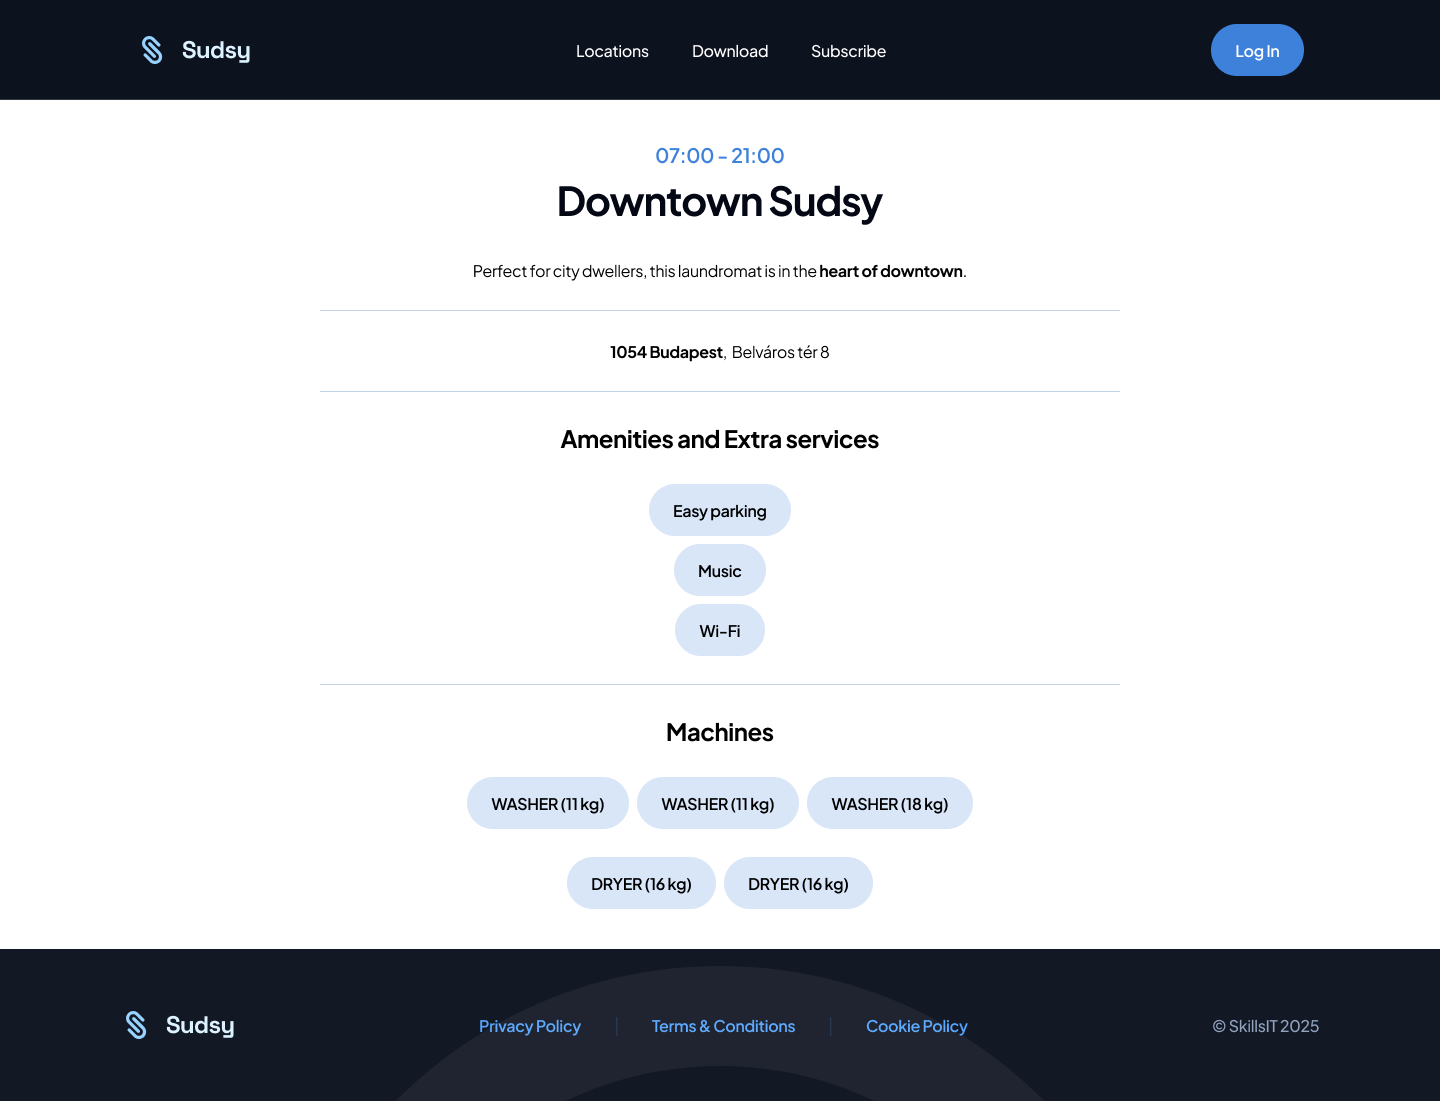 Sudsy
Locations Download Subscribe
Log In
07:00 - 21:00
Downtown Sudsy
Perfect for city dwellers, this laundromat is in the heart of downtown.
1054 Budapest, Belváros tér 8
Amenities and Extra services
Easy parking
Music
Wi-Fi
Machines
WASHER (11 kg) WASHER (11 kg) WASHER (18 kg)
DRYER (16 kg) DRYER (16 kg)
Sudsy
Privacy Policy Terms & Conditions Cookie Policy
© SkillsIT 2025